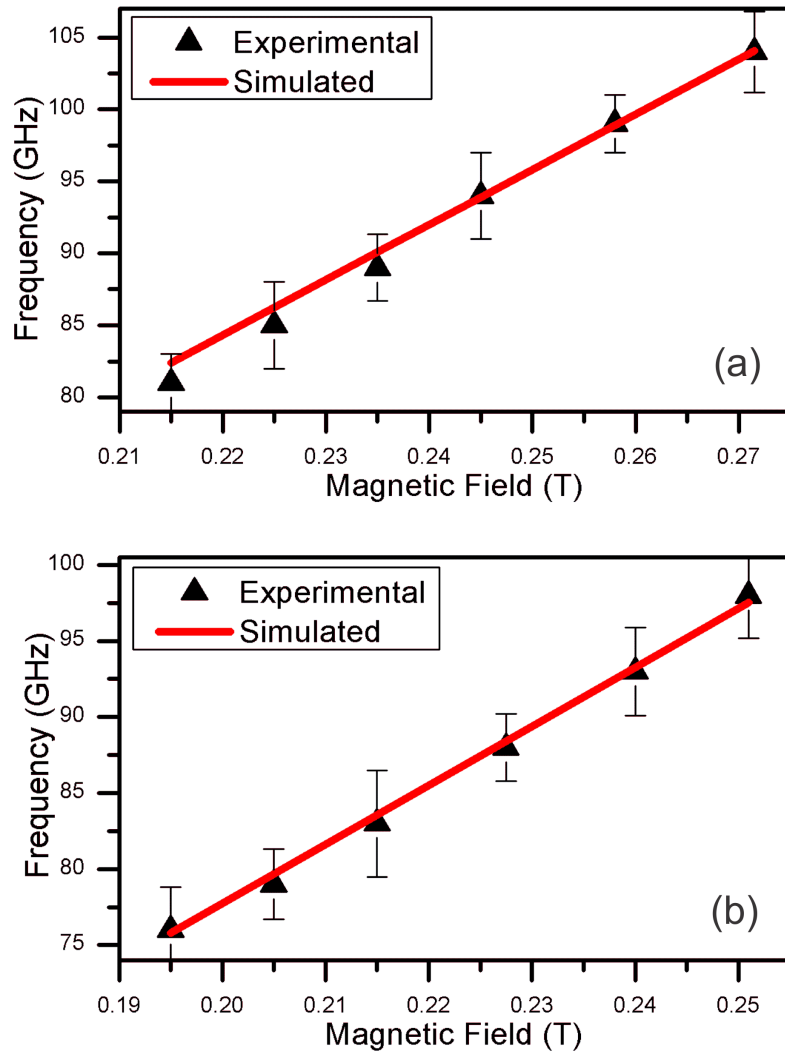 Experimental
Simulated
105
100
95
90
85
80
Frequency (GHz)
(a)
0.21 0.22 0.23 0.24 0.25 0.26 0.27
Magnetic Field (T)
Experimental
Simulated
100
95
90
85
80
75
Frequency (GHz)
(b)
0.19 0.20 0.21 0.22 0.23 0.24 0.25
Magnetic Field (T)